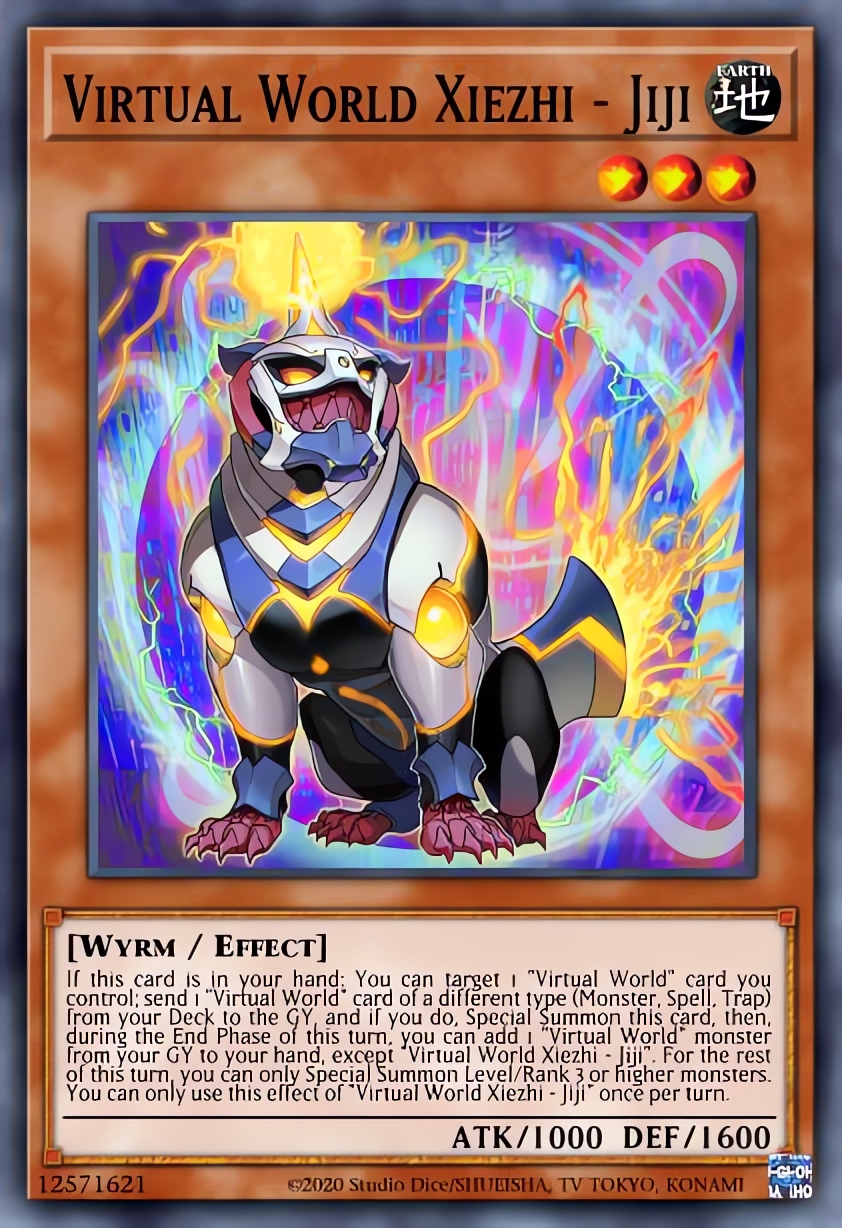 Virtual World Xiezhi - Jiji
EARTH
地
[Wyrm / Effect]
If this card is in your hand: You can target 1 "Virtual World" card you
control; send 1 "Virtual World" card of a different type (Monster, Spell, Trap)
from your Deck to the GY, and if you do, Special Summon this card, then,
during the End Phase of this turn, you can add 1 "Virtual World" monster
from your GY to your hand, except "Virtual World Xiezhi - Jiji". For the rest
of this turn, you can only Special Summon Level/Rank 3 or higher monsters.
You can only use this effect of "Virtual World Xiezhi - Jiji" once per turn.
ATK/1000 DEF/1600
12571621
©2020 Studio Dice/SHUEISHA, TV TOKYO, KONAMI